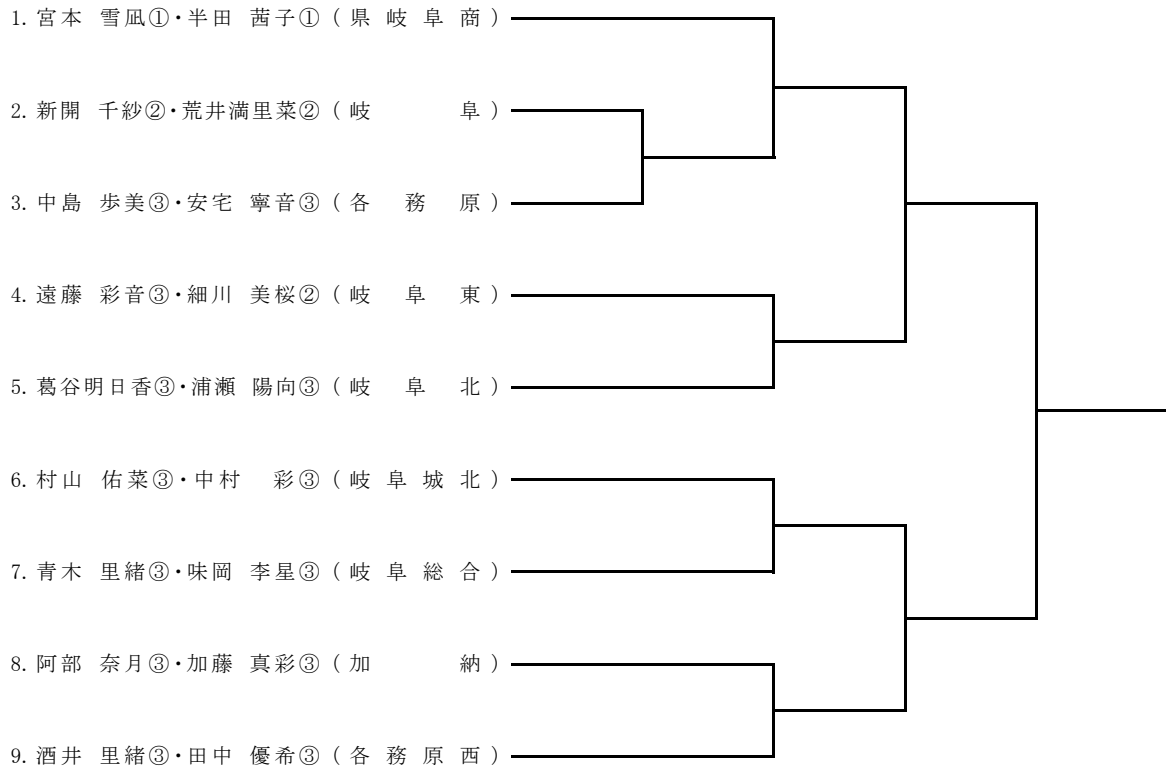 1. 宮本 雪凪①・半田 茜子① (県岐阜商)
2. 新開 千紗②・荒井満里菜② (岐阜)
3. 中島 歩美③・安宅 寧音③ (各務原)
4. 遠藤 彩音③・細川 美桜② (岐阜東)
5. 葛谷明日香③・浦瀬 陽向③ (岐阜北)
6. 村山 佑菜③・中村 彩③ (岐阜城北)
7. 青木 里緒③・味岡 李星③ (岐阜総合)
8. 阿部 奈月③・加藤 真彩③ (加納)
9. 酒井 里緒③・田中 優希③ (各務原西)